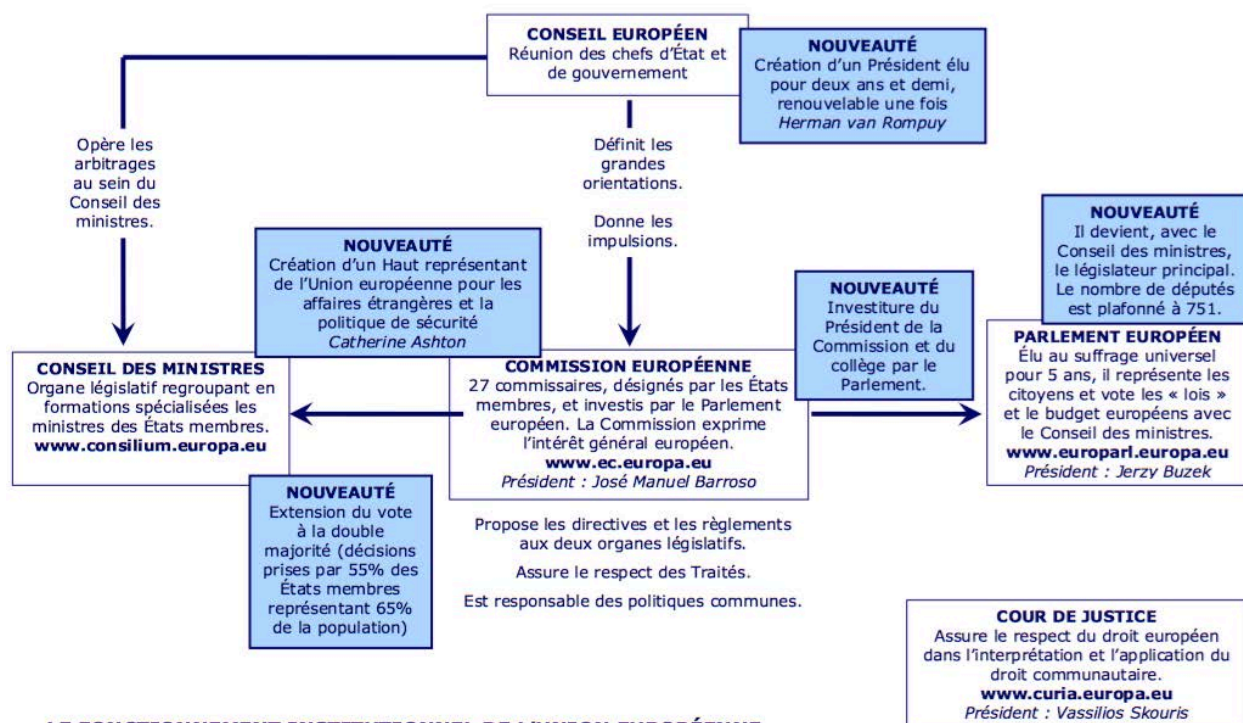 CONSEIL EUROPÉEN
Réunion des chefs d'État et
de gouvernement
NOUVEAUTÉ
Création d'un Président élu
pour deux ans et demi,
renouvelable une fois
Herman van Rompuy
Opère les
arbitrages
au sein du
Conseil des
ministres.
Définit les
grandes
orientations.
Donne les
impulsions.
NOUVEAUTÉ
Création d'un Haut représentant
de l'Union européenne pour les
affaires étrangères et la
politique de sécurité
Catherine Ashton
NOUVEAUTÉ
Investiture du
Président de la
Commission et du
collège par le
Parlement.
NOUVEAUTÉ
Il devient, avec le
Conseil des ministres,
le législateur principal.
Le nombre de députés
est plafonné à 751.
CONSEIL DES MINISTRES
Organe législatif regroupant en
formations spécialisées les
ministres des États membres.
www.consilium.europa.eu
COMMISSION EUROPÉENNE
27 commissaires, désignés par les États
membres, et investis par le Parlement
européen. La Commission exprime
l'intérêt général européen.
www.ec.europa.eu
Président : José Manuel Barroso
PARLEMENT EUROPÉEN
Élu au suffrage universel
pour 5 ans, il représente les
citoyens et vote les « lois »
et le budget européens avec
le Conseil des ministres.
www.europarl.europa.eu
Président : Jerzy Buzek
NOUVEAUTÉ
Extension du vote
à la double
majorité (décisions
prises par 55% des
États membres
représentant 65%
de la population)
Propose les directives et les règlements
aux deux organes législatifs.
Assure le respect des Traités.
Est responsable des politiques communes.
COUR DE JUSTICE
Assure le respect du droit européen
dans l'interprétation et l'application du
droit communautaire.
www.curia.europa.eu
Président : Vassilios Skouris
LE FONCTIONNEMENT INSTITUTIONNEL DE L'UNION EUROPÉENNE